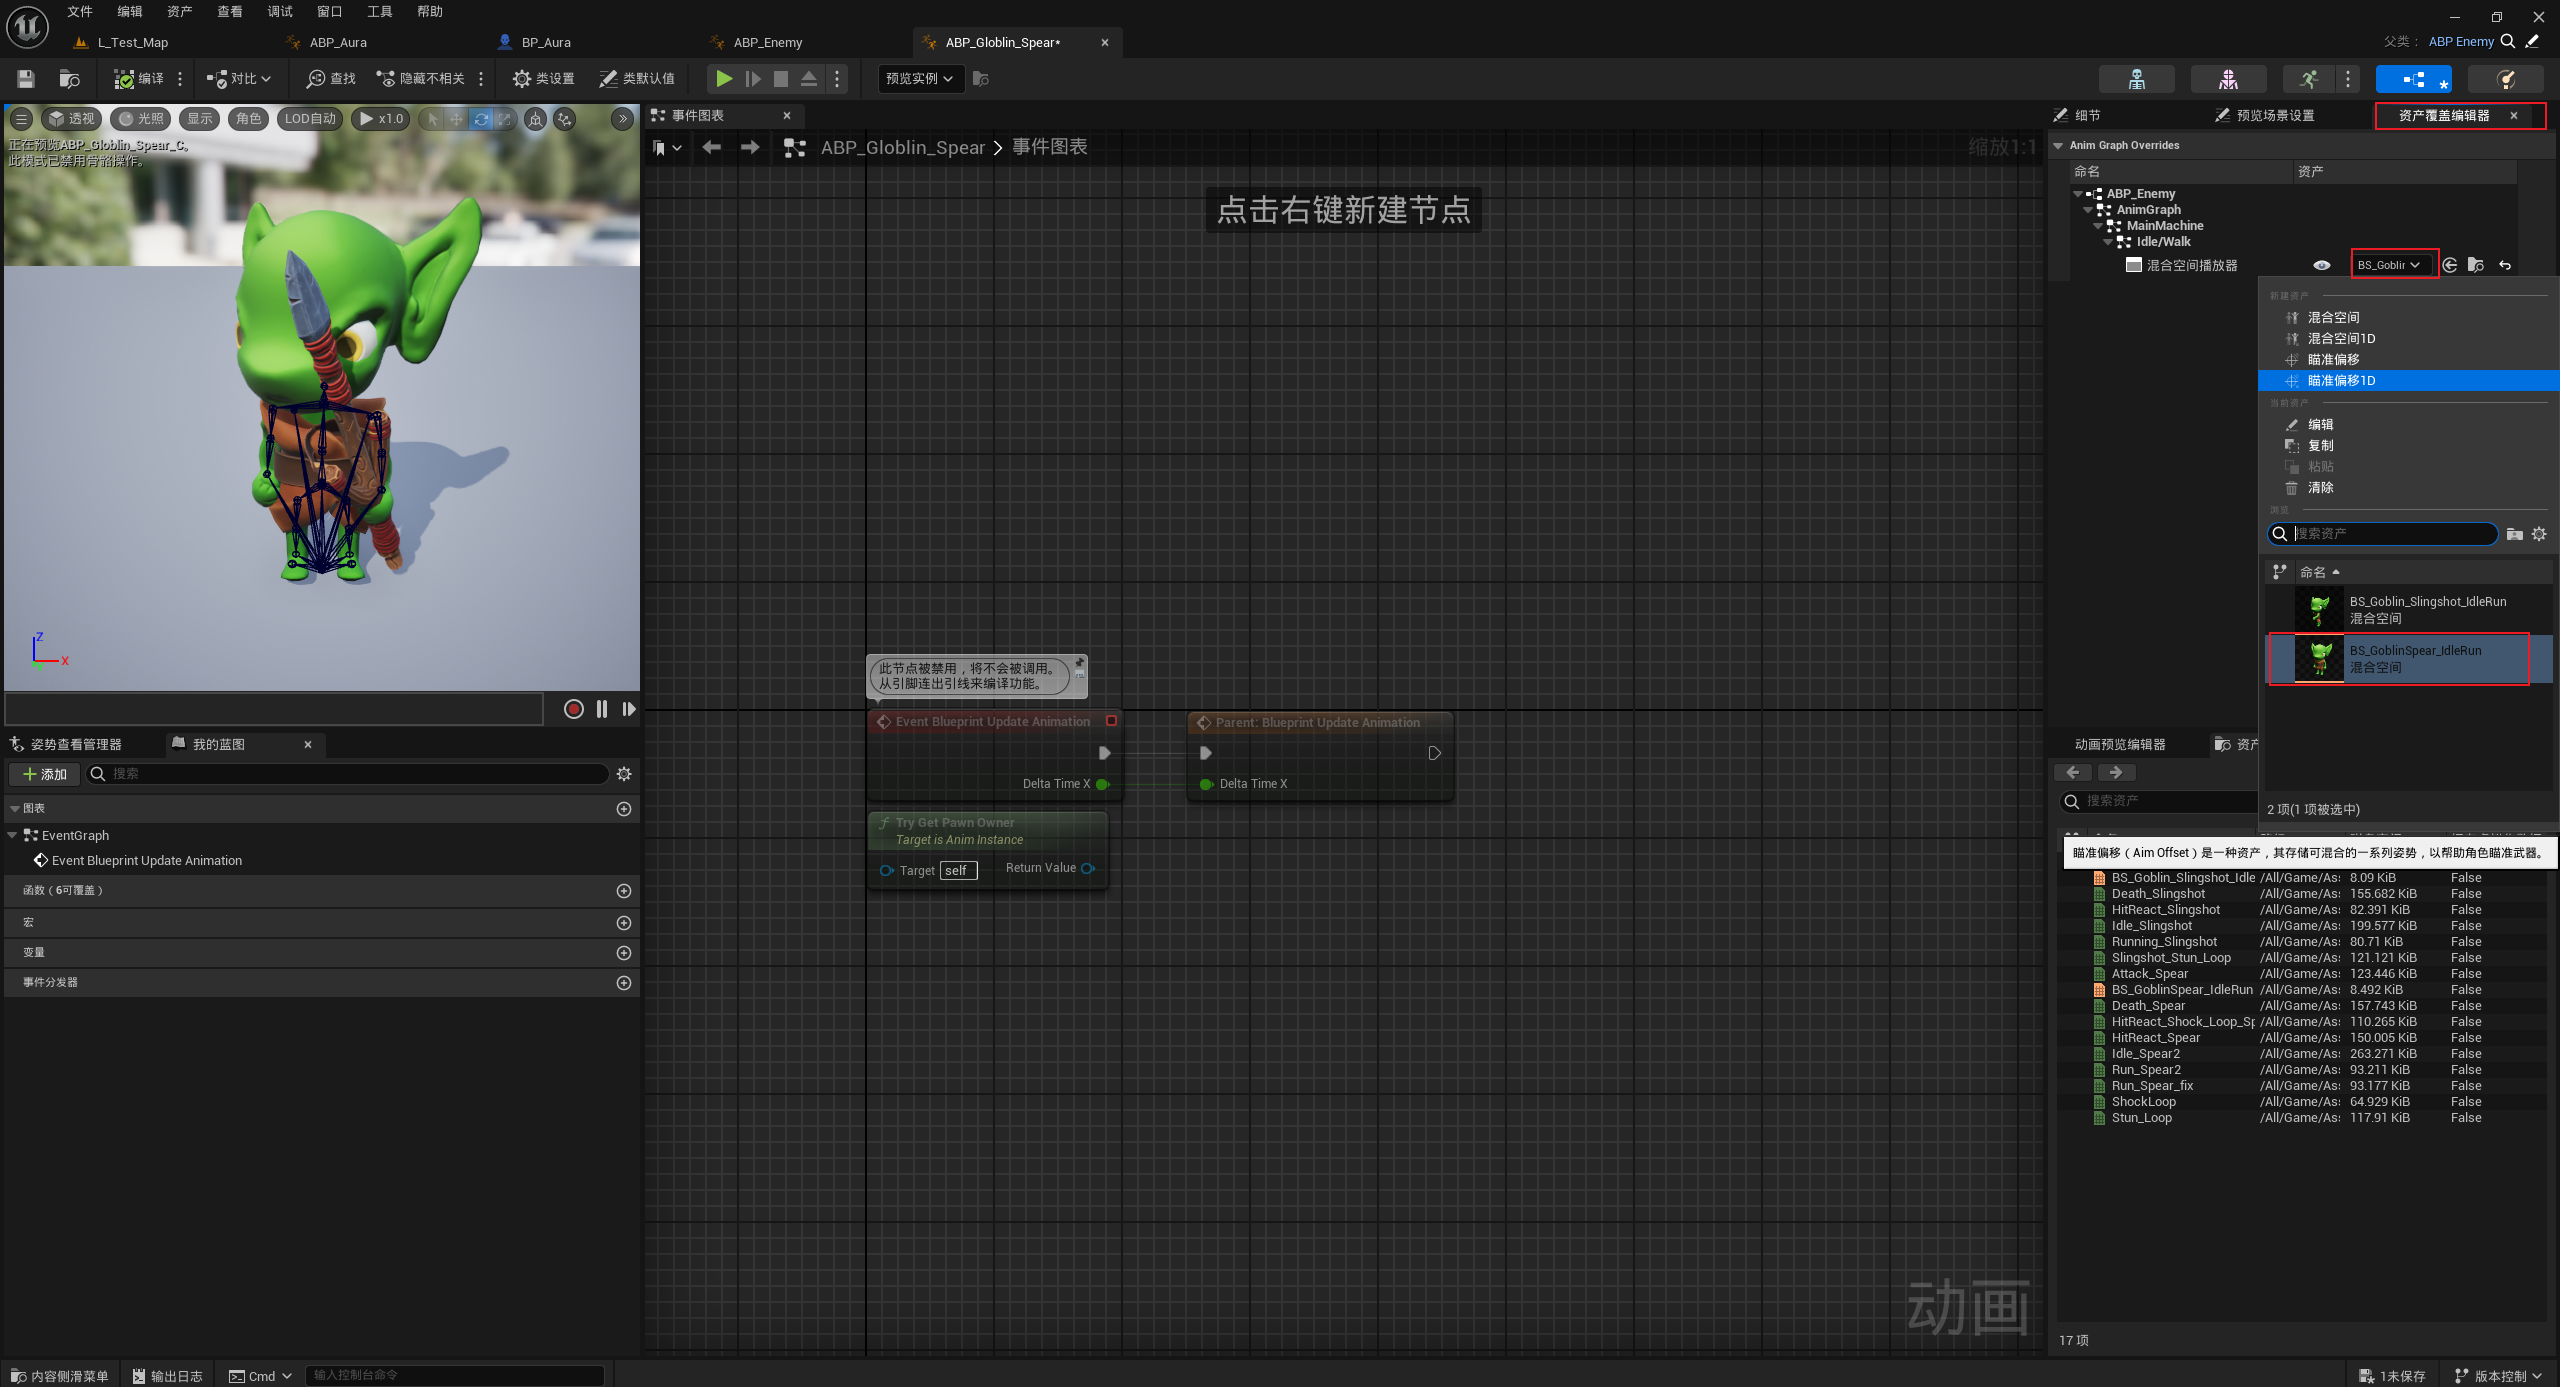 文件 编辑 资产 查看 调试 窗口 工具 帮助
L_Test_Map ABP_Aura BP_Aura ABP_Enemy ABP_Globlin_Spear*
父类： ABP Enemy
编译 对比 查找 隐藏不相关 类设置 类默认值 预览实例
透视 光照 显示 角色 LOD自动 x1.0
正在预览ABP_Globlin_Spear_C。
此模式已禁用骨骼操作。
Z
X
姿势查看管理器 我的蓝图
添加 搜索
图表
EventGraph
Event Blueprint Update Animation
函数（6可覆盖）
宏
变量
事件分发器
事件图表
ABP_Globlin_Spear 事件图表
缩放1:1
点击右键新建节点
此节点被禁用，将不会被调用。
从引脚连出引线来编译功能。
Event Blueprint Update Animation
Delta Time X
Parent: Blueprint Update Animation
Delta Time X
Try Get Pawn Owner
Target is Anim Instance
Target self Return Value
动画
细节 预览场景设置 资产覆盖编辑器
Anim Graph Overrides
命名 资产
ABP_Enemy
AnimGraph
MainMachine
Idle/Walk
混合空间播放器 BS_Goblir
新建资产
混合空间
混合空间1D
瞄准偏移
瞄准偏移1D
当前资产
编辑
复制
粘贴
清除
浏览
搜索资产
命名
BS_Goblin_Slingshot_IdleRun
混合空间
BS_GoblinSpear_IdleRun
混合空间
2 项(1 项被选中)
动画预览编辑器 资产
搜索资产
瞄准偏移（Aim Offset）是一种资产，其存储可混合的一系列姿势，以帮助角色瞄准武器。
BS_Goblin_Slingshot_Idle /All/Game/As: 8.09 KiB False
Death_Slingshot /All/Game/As: 155.682 KiB False
HitReact_Slingshot /All/Game/As: 82.391 KiB False
Idle_Slingshot /All/Game/As: 199.577 KiB False
Running_Slingshot /All/Game/As: 80.71 KiB False
Slingshot_Stun_Loop /All/Game/As: 121.121 KiB False
Attack_Spear /All/Game/As: 123.446 KiB False
BS_GoblinSpear_IdleRun /All/Game/As: 8.492 KiB False
Death_Spear /All/Game/As: 157.743 KiB False
HitReact_Shock_Loop_Sp /All/Game/As: 110.265 KiB False
HitReact_Spear /All/Game/As: 150.005 KiB False
Idle_Spear2 /All/Game/As: 263.271 KiB False
Run_Spear2 /All/Game/As: 93.211 KiB False
Run_Spear_fix /All/Game/As: 93.177 KiB False
ShockLoop /All/Game/As: 64.929 KiB False
Stun_Loop /All/Game/As: 117.91 KiB False
17 项
内容侧滑菜单 输出日志 Cmd 输入控制台命令
1未保存 版本控制